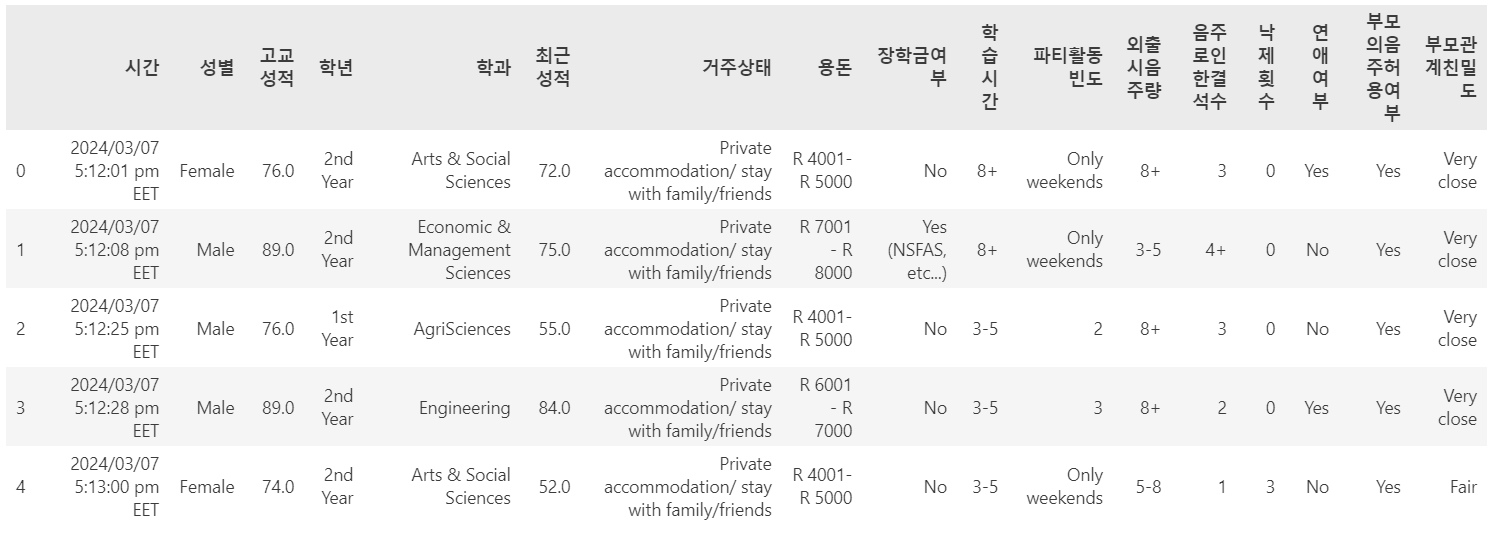 시간 성별 고교성적 학년 학과 최근성적 거주상태 용돈 장학금여부 학습시간 파티활동빈도 외출시음주량 음주로인한결석수 낙제횟수 연애여부 부모의음주허용여부 부모관계친밀도
0 2024/03/07 5:12:01 pm EET Female 76.0 2nd Year Arts & Social Sciences 72.0 Private accommodation/ stay with family/friends R 4001- R 5000 No 8+ Only weekends 8+ 3 0 Yes Yes Very close
1 2024/03/07 5:12:08 pm EET Male 89.0 2nd Year Economic & Management Sciences 75.0 Private accommodation/ stay with family/friends R 7001 - R 8000 Yes (NSFAS, etc...) 8+ Only weekends 3-5 4+ 0 No Yes Very close
2 2024/03/07 5:12:25 pm EET Male 76.0 1st Year AgriSciences 55.0 Private accommodation/ stay with family/friends R 4001- R 5000 No 3-5 2 8+ 3 0 No Yes Very close
3 2024/03/07 5:12:28 pm EET Male 89.0 2nd Year Engineering 84.0 Private accommodation/ stay with family/friends R 6001 - R 7000 No 3-5 3 8+ 2 0 Yes Yes Very close
4 2024/03/07 5:13:00 pm EET Female 74.0 2nd Year Arts & Social Sciences 52.0 Private accommodation/ stay with family/friends R 4001- R 5000 No 3-5 Only weekends 5-8 1 3 No Yes Fair